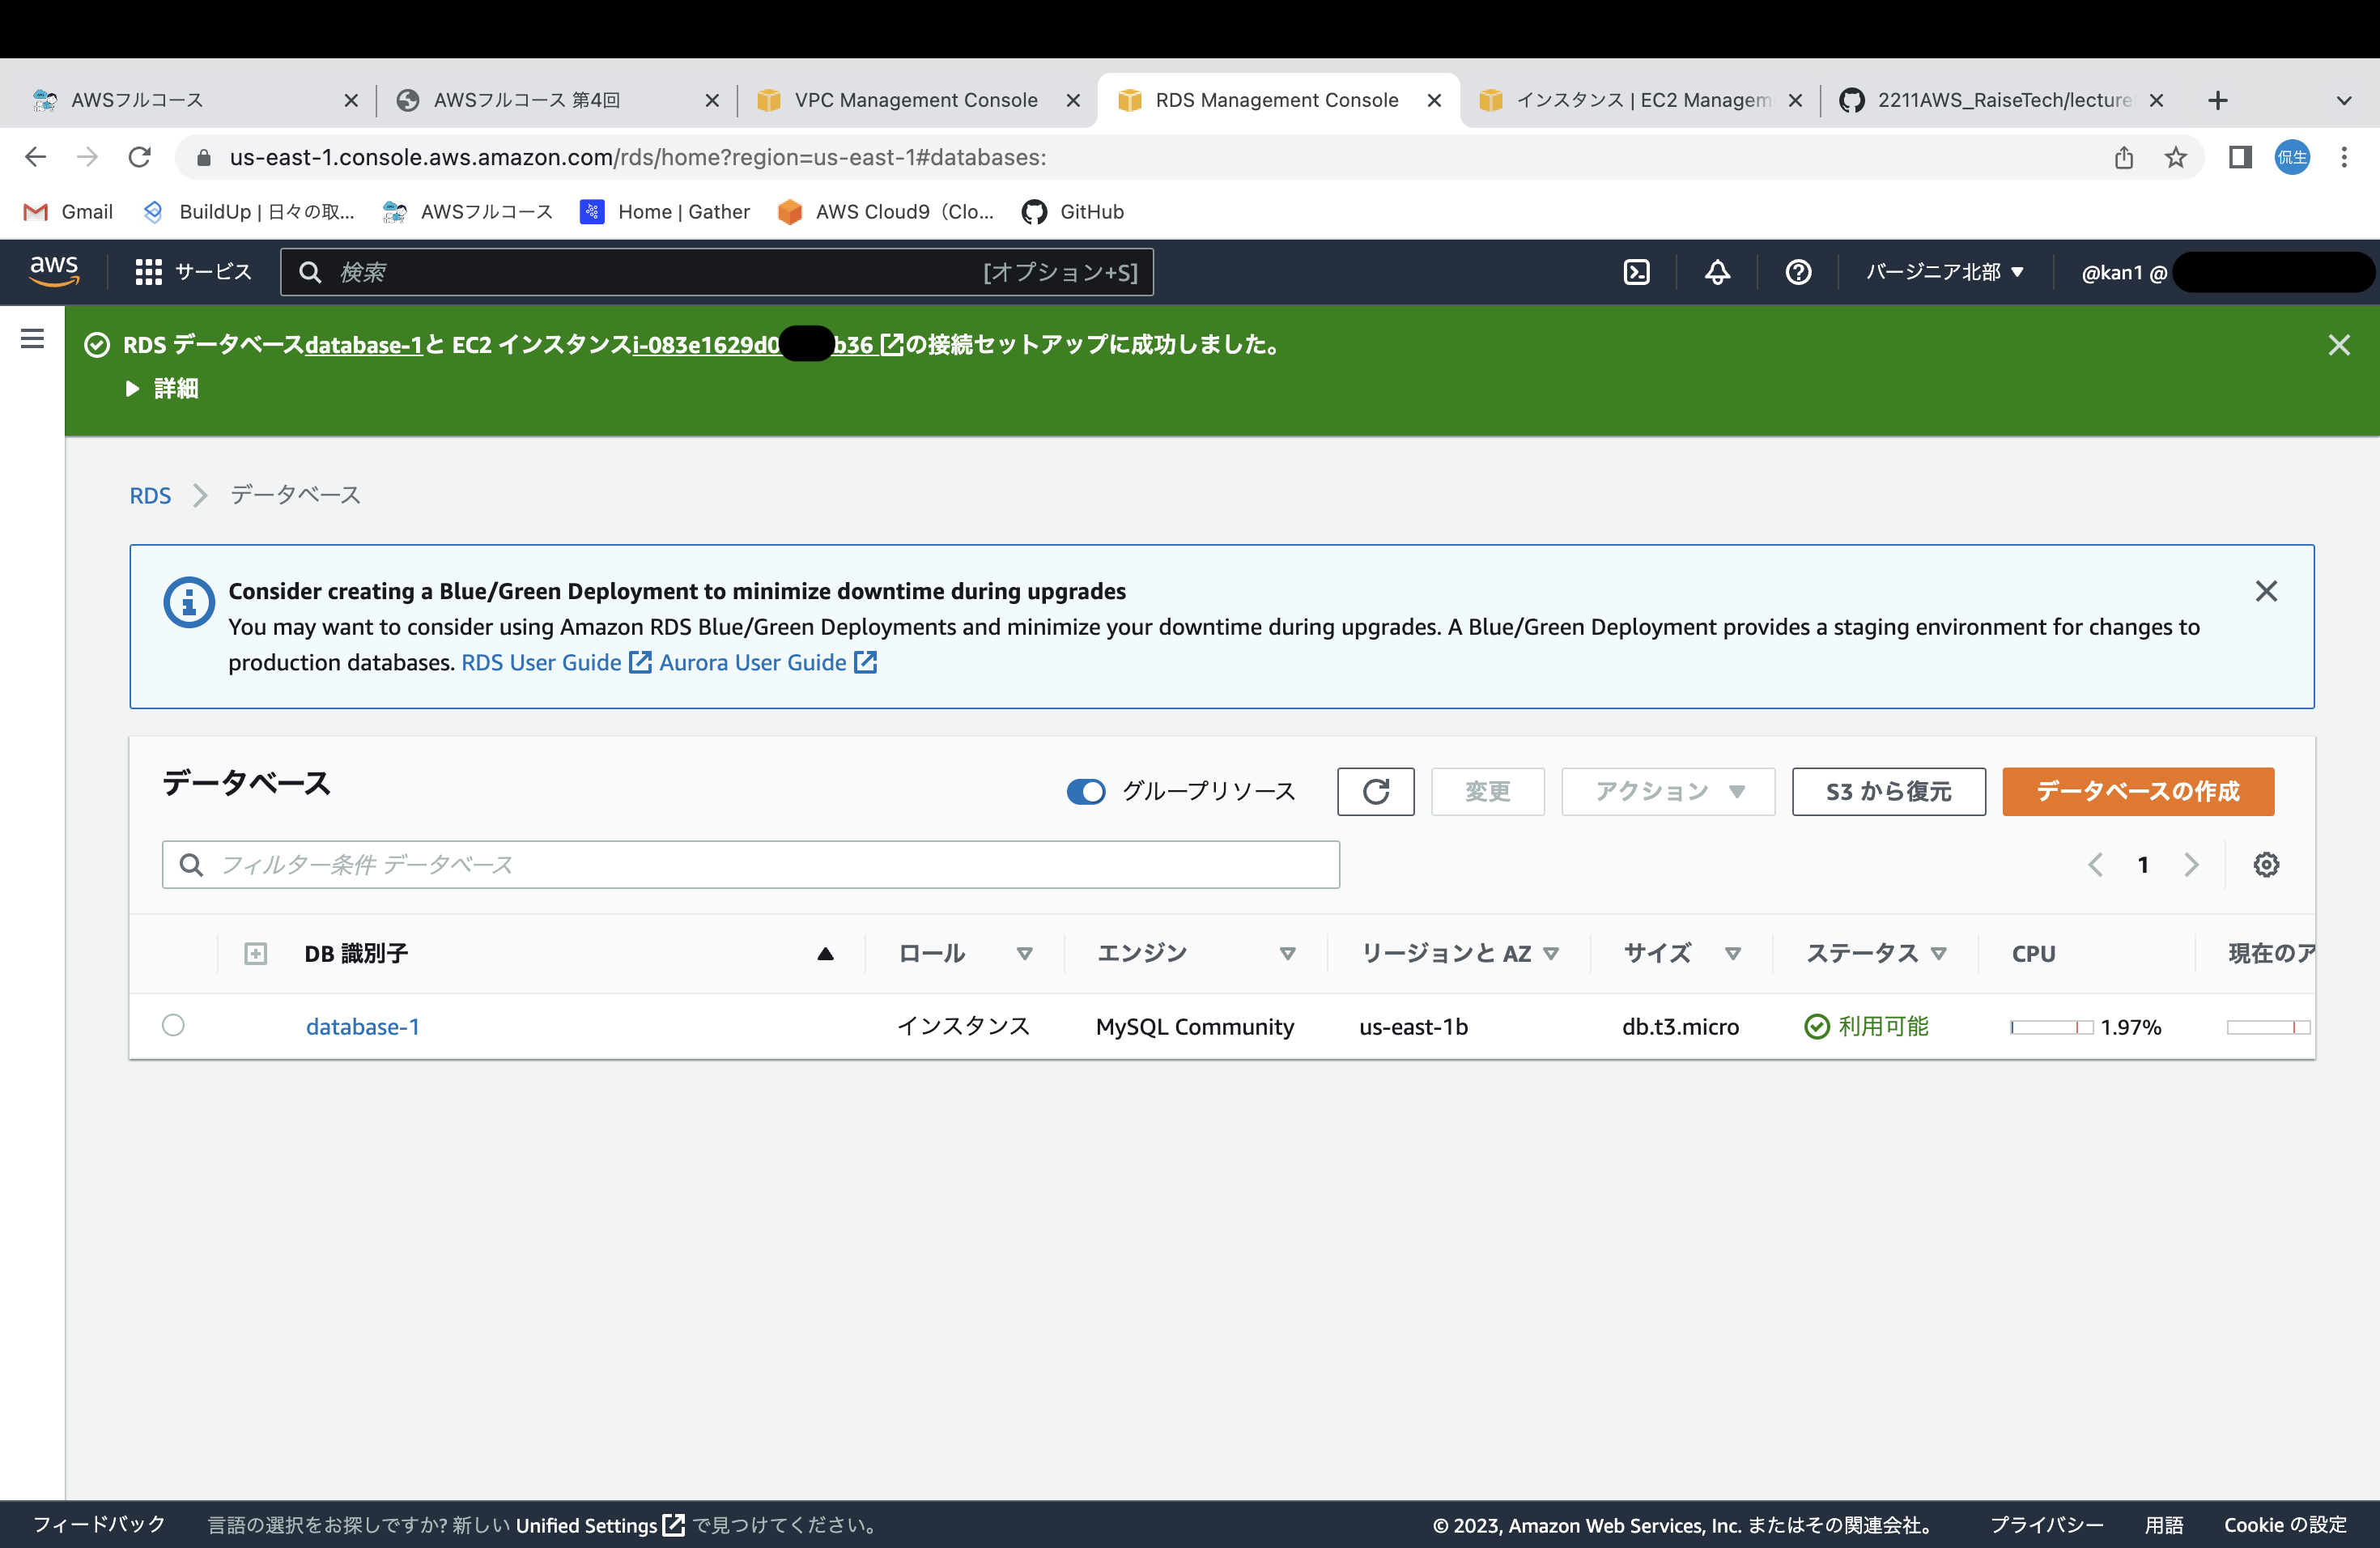 AWSフルコース
AWSフルコース 第4回
VPC Management Console
RDS Management Console
インスタンス | EC2 Managem
2211AWS_RaiseTech/lecture
us-east-1.console.aws.amazon.com/rds/home?region=us-east-1#databases:
侃生
Gmail
BuildUp | 日々の取...
AWSフルコース
Home | Gather
AWS Cloud9（Clo...
GitHub
aws
サービス
検索
[オプション+S]
バージニア北部
@kan1 @
RDS データベースdatabase-1と EC2 インスタンスi-083e1629d0 b36 の接続セットアップに成功しました。
詳細
RDS
データベース
Consider creating a Blue/Green Deployment to minimize downtime during upgrades
You may want to consider using Amazon RDS Blue/Green Deployments and minimize your downtime during upgrades. A Blue/Green Deployment provides a staging environment for changes to
production databases. RDS User Guide Aurora User Guide
データベース
グループリソース
変更
アクション
S3 から復元
データベースの作成
フィルター条件 データベース
1
DB 識別子
ロール
エンジン
リージョンと AZ
サイズ
ステータス
CPU
現在のア
database-1
インスタンス
MySQL Community
us-east-1b
db.t3.micro
利用可能
1.97%
フィードバック
言語の選択をお探しですか? 新しい Unified Settings で見つけてください。
© 2023, Amazon Web Services, Inc. またはその関連会社。
プライバシー
用語
Cookie の設定